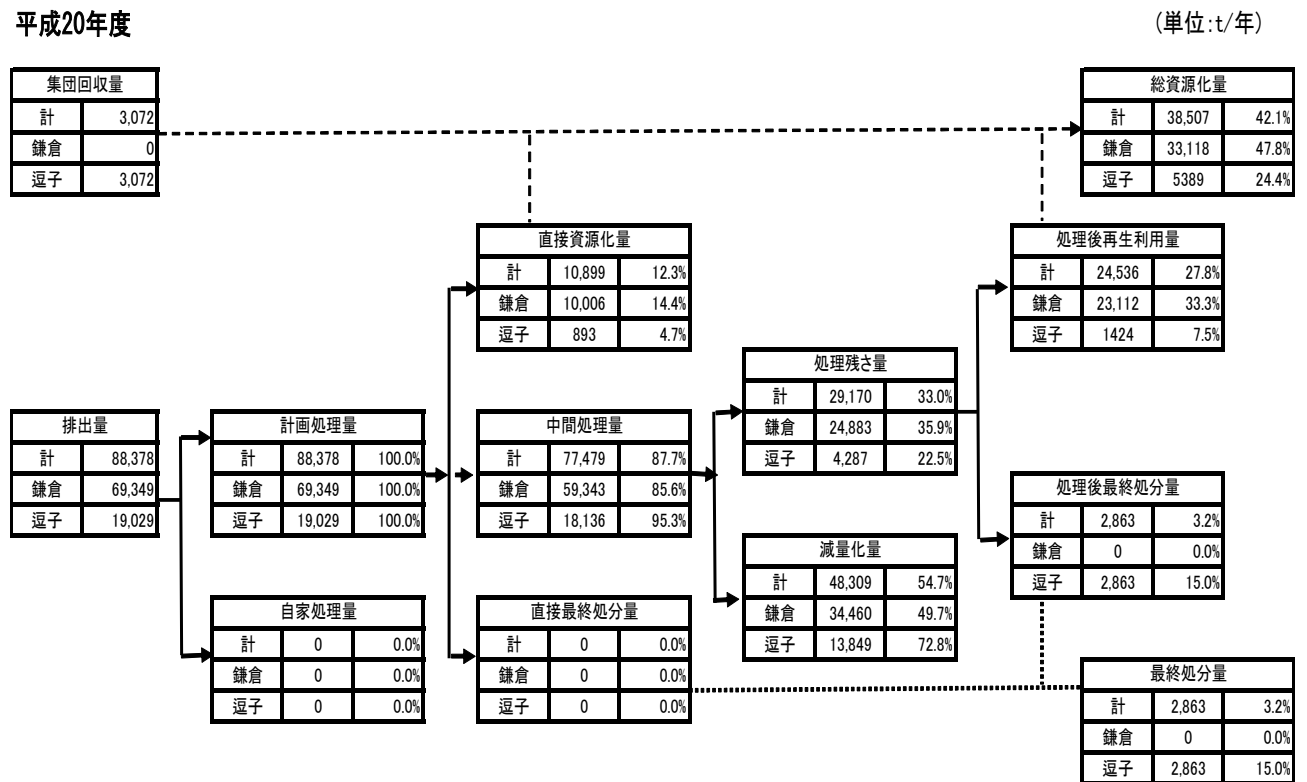 平成20年度
(単位:t/年)
集団回収量
計 3,072
鎌倉 0
逗子 3,072
総資源化量
計 38,507 42.1%
鎌倉 33,118 47.8%
逗子 5389 24.4%
直接資源化量
計 10,899 12.3%
鎌倉 10,006 14.4%
逗子 893 4.7%
処理後再生利用量
計 24,536 27.8%
鎌倉 23,112 33.3%
逗子 1424 7.5%
排出量
計 88,378
鎌倉 69,349
逗子 19,029
計画処理量
計 88,378 100.0%
鎌倉 69,349 100.0%
逗子 19,029 100.0%
中間処理量
計 77,479 87.7%
鎌倉 59,343 85.6%
逗子 18,136 95.3%
処理残さ量
計 29,170 33.0%
鎌倉 24,883 35.9%
逗子 4,287 22.5%
処理後最終処分量
計 2,863 3.2%
鎌倉 0 0.0%
逗子 2,863 15.0%
減量化量
計 48,309 54.7%
鎌倉 34,460 49.7%
逗子 13,849 72.8%
自家処理量
計 0 0.0%
鎌倉 0 0.0%
逗子 0 0.0%
直接最終処分量
計 0 0.0%
鎌倉 0 0.0%
逗子 0 0.0%
最終処分量
計 2,863 3.2%
鎌倉 0 0.0%
逗子 2,863 15.0%